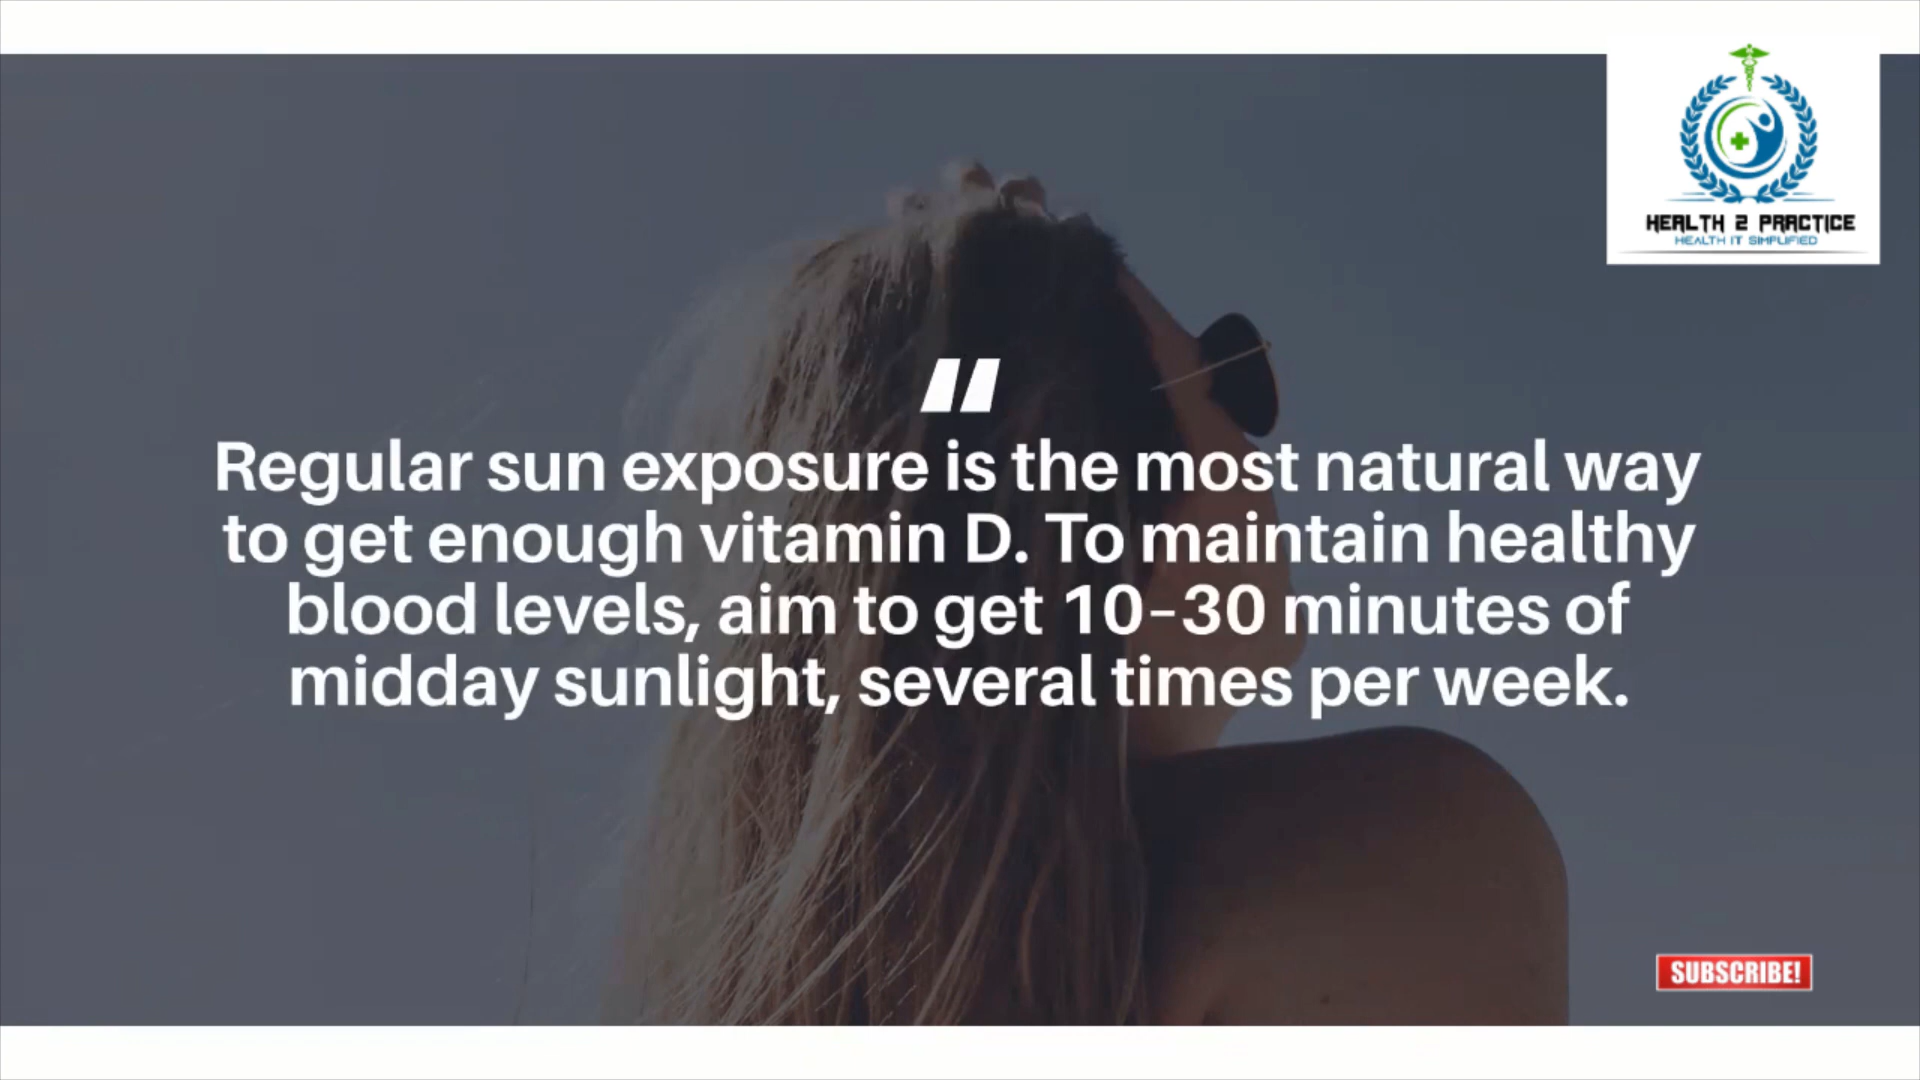 HEALTH 2 PRACTICE
HEALTH IT SIMPLIFIED
“
Regular sun exposure is the most natural way
to get enough vitamin D. To maintain healthy
blood levels, aim to get 10–30 minutes of
midday sunlight, several times per week.
SUBSCRIBE!